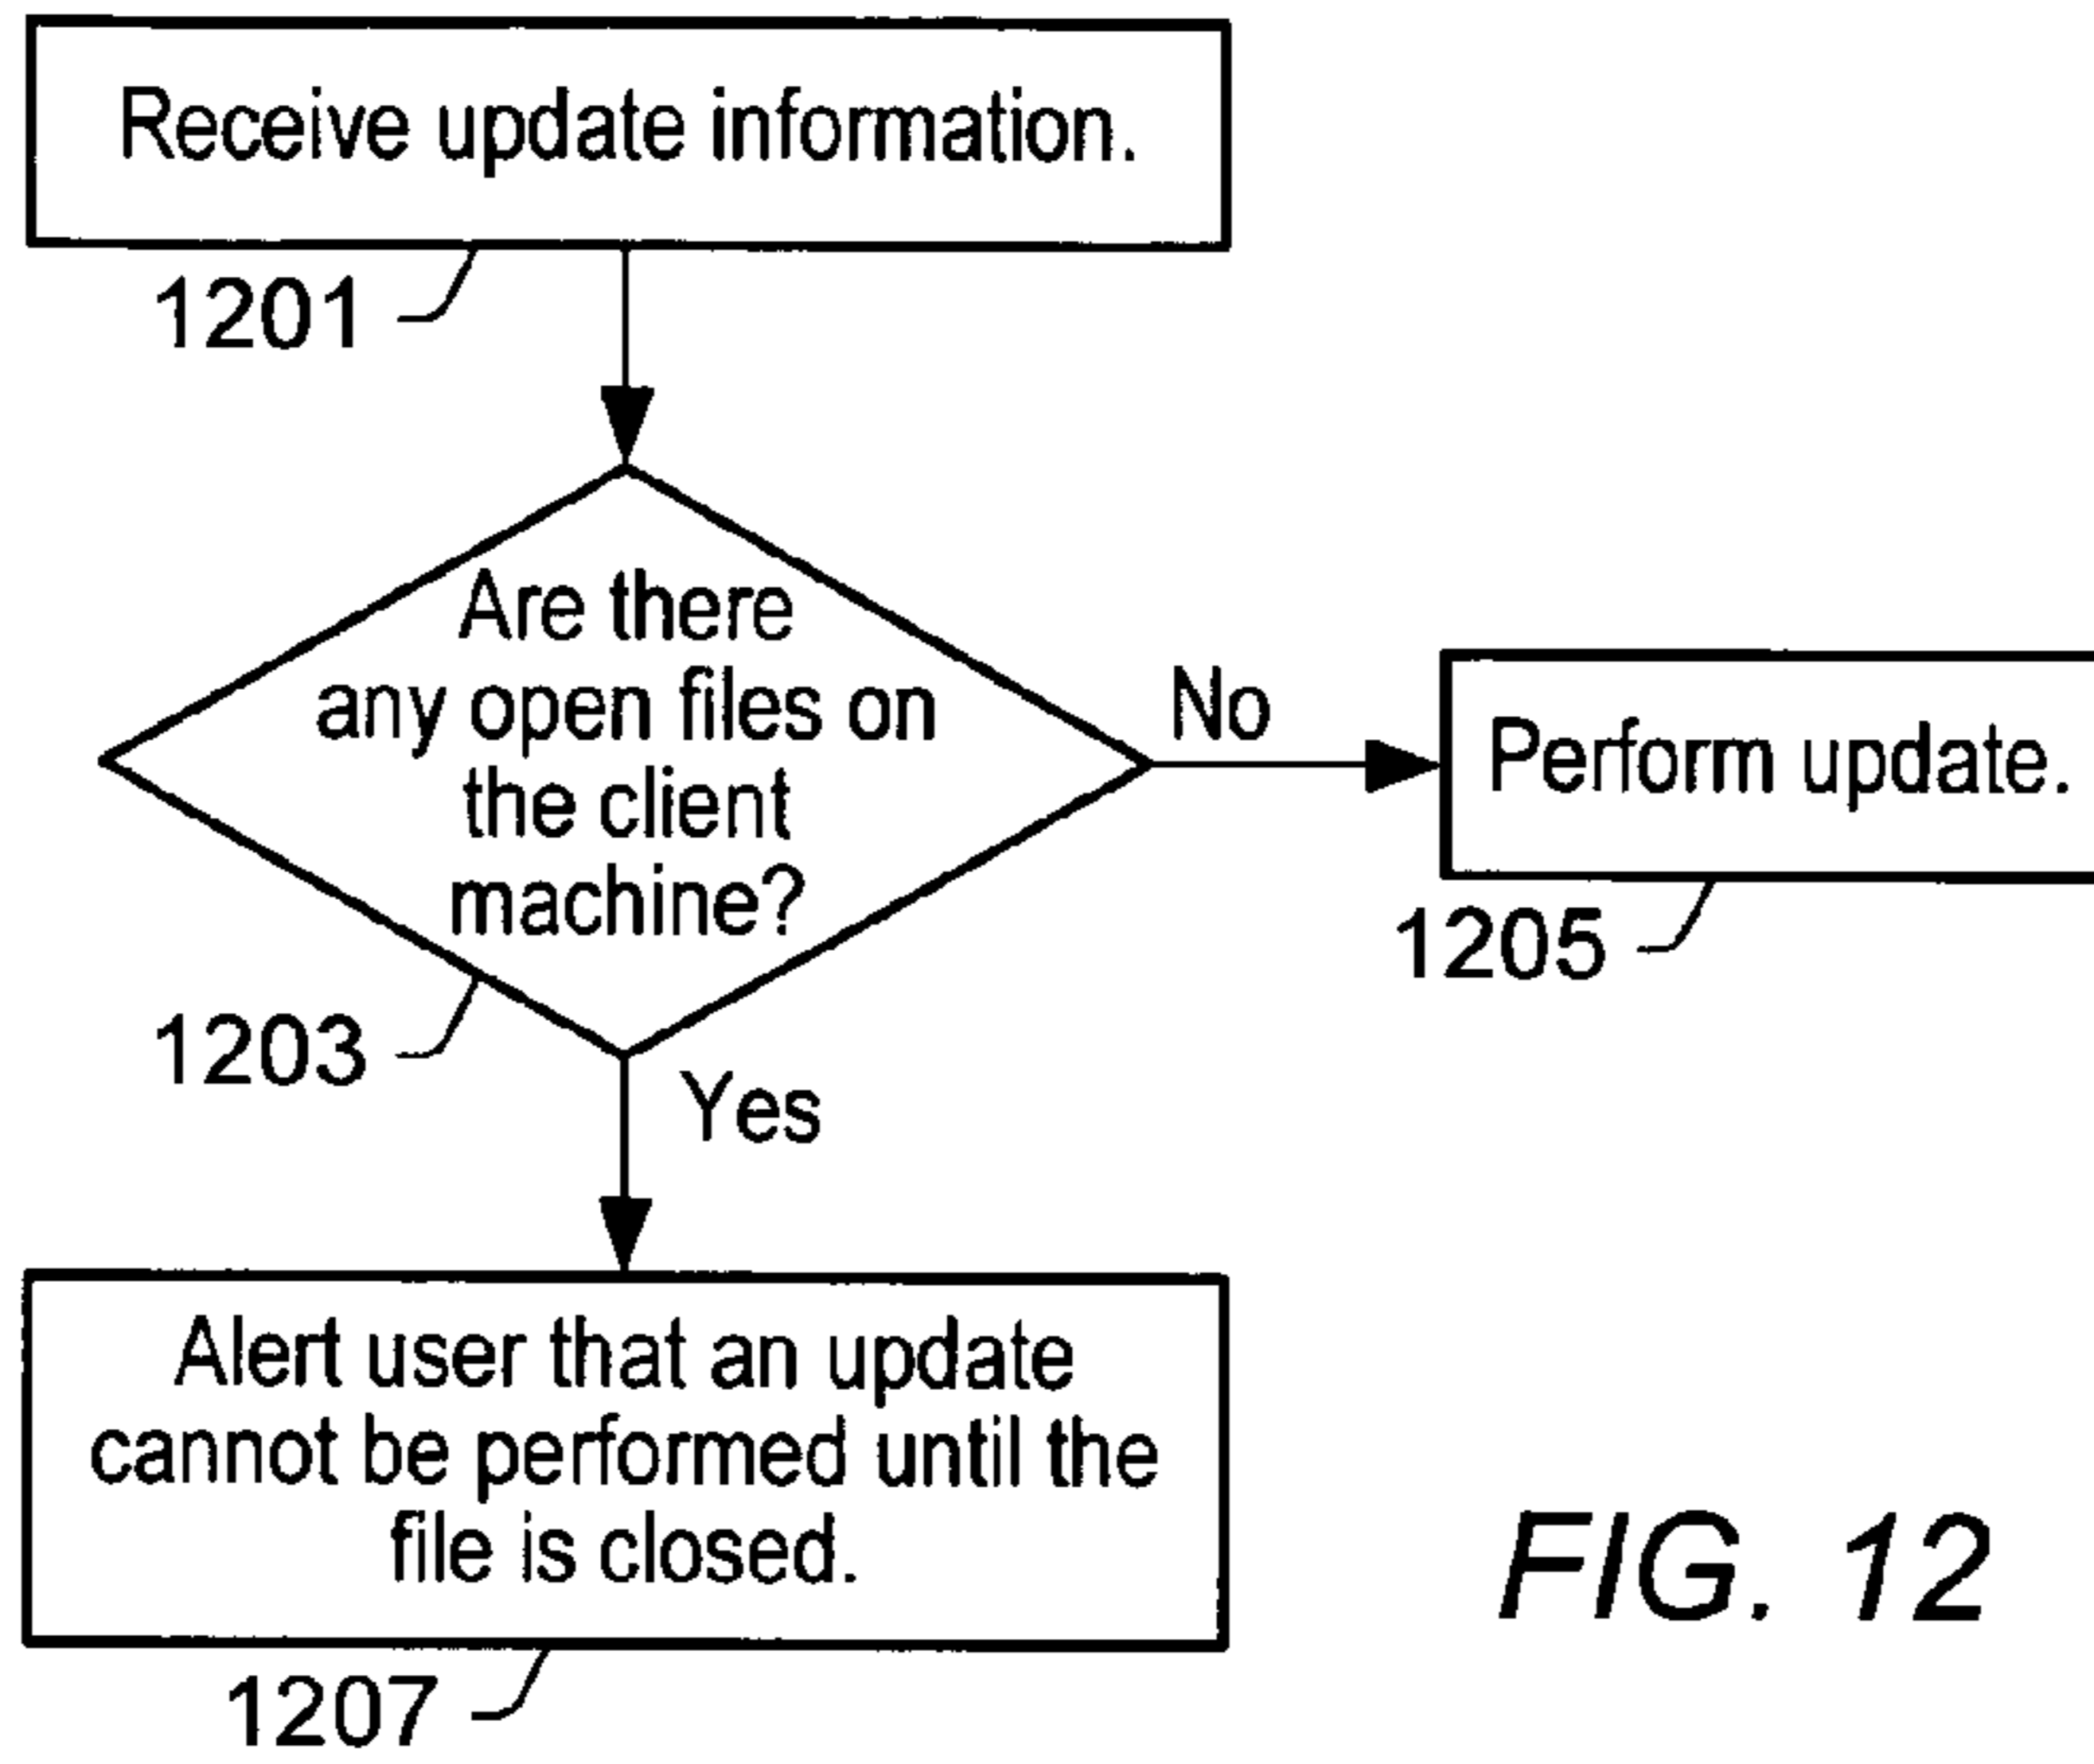 Receive update information.
1201
Are there
any open files on
the client
machine?
No
Perform update.
1205
1203
Yes
Alert user that an update
cannot be performed until the
file is closed.
1207
FIG. 12